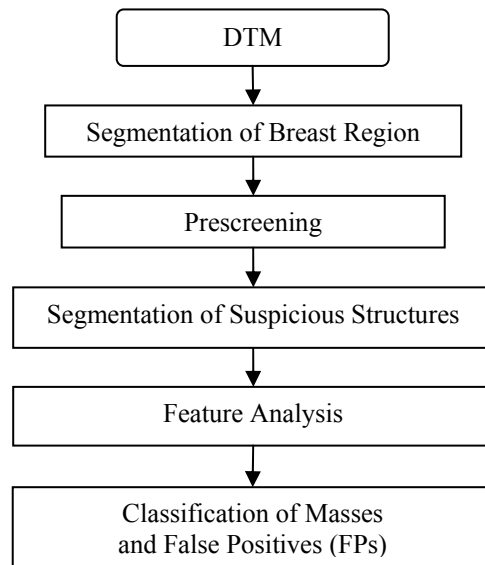 DTM
Segmentation of Breast Region
Prescreening
Segmentation of Suspicious Structures
Feature Analysis
Classification of Masses
and False Positives (FPs)